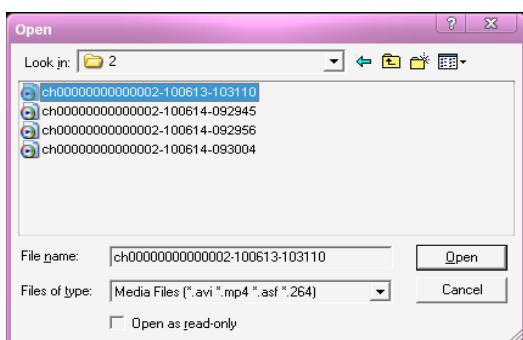 Open
Look in: 2
ch00000000000002-100613-103110
ch00000000000002-100614-092945
ch00000000000002-100614-092956
ch00000000000002-100614-093004
File name: ch00000000000002-100613-103110 Open
Files of type: Media Files (*.avi *.mp4 *.asf *.264) Cancel
Open as read-only